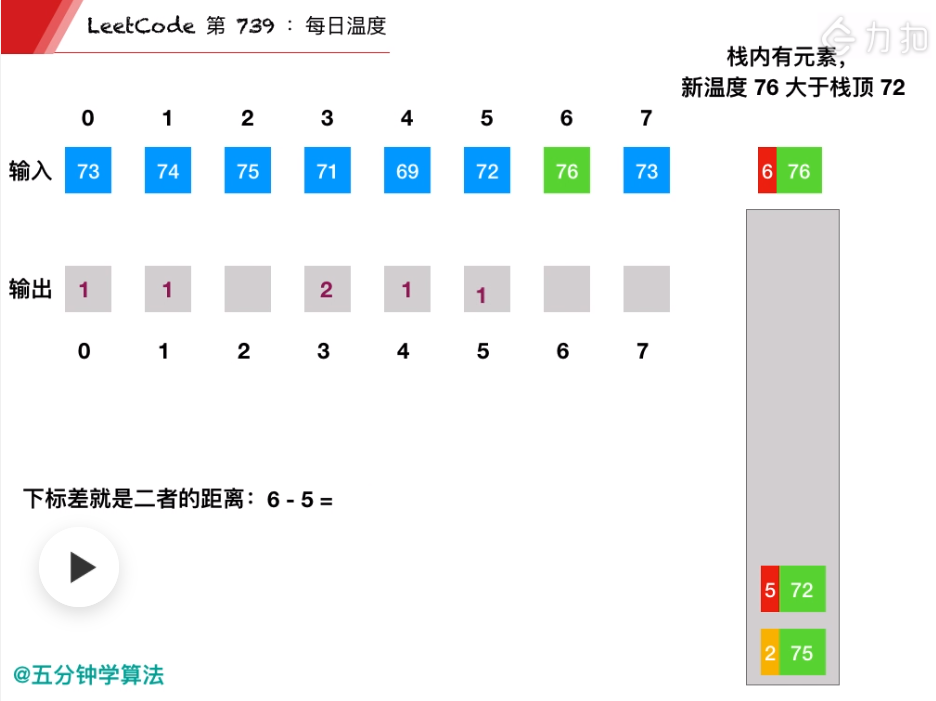 LeetCode 第 739 : 每日温度
力扣
栈内有元素,
新温度 76 大于栈顶 72
0 1 2 3 4 5 6 7
输入 73 74 75 71 69 72 76 73
6 76
输出 1 1 2 1 1
0 1 2 3 4 5 6 7
下标差就是二者的距离：6 - 5 =
5 72
2 75
@五分钟学算法